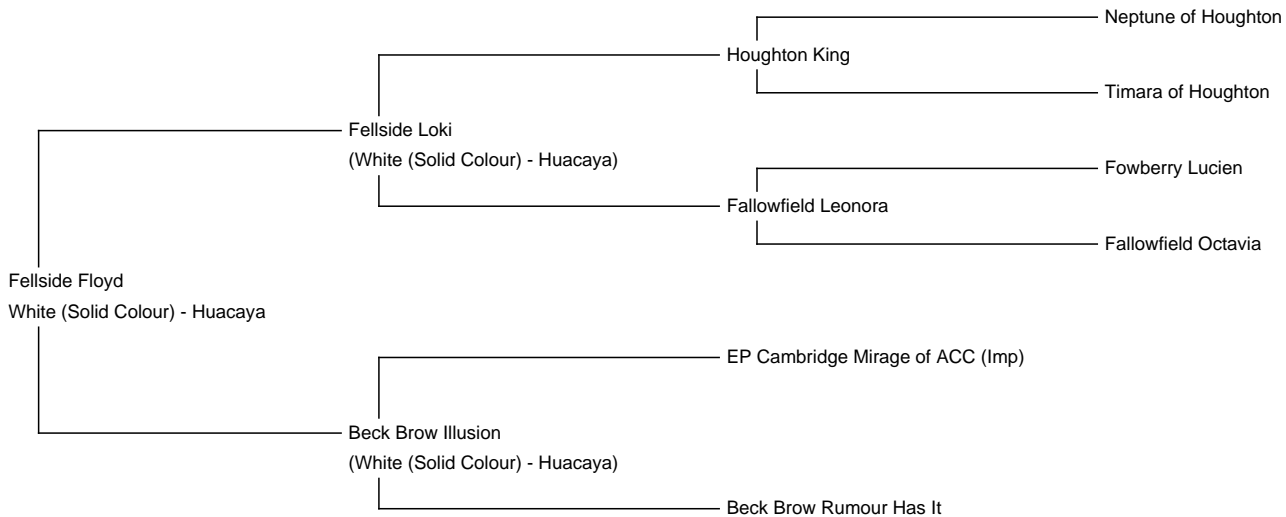 Neptune of Houghton
Houghton King
Timara of Houghton
Fellside Loki
(White (Solid Colour) - Huacaya)
Fowberry Lucien
Fallowfield Leonora
Fallowfield Octavia
Fellside Floyd
White (Solid Colour) - Huacaya
EP Cambridge Mirage of ACC (Imp)
Beck Brow Illusion
(White (Solid Colour) - Huacaya)
Beck Brow Rumour Has It